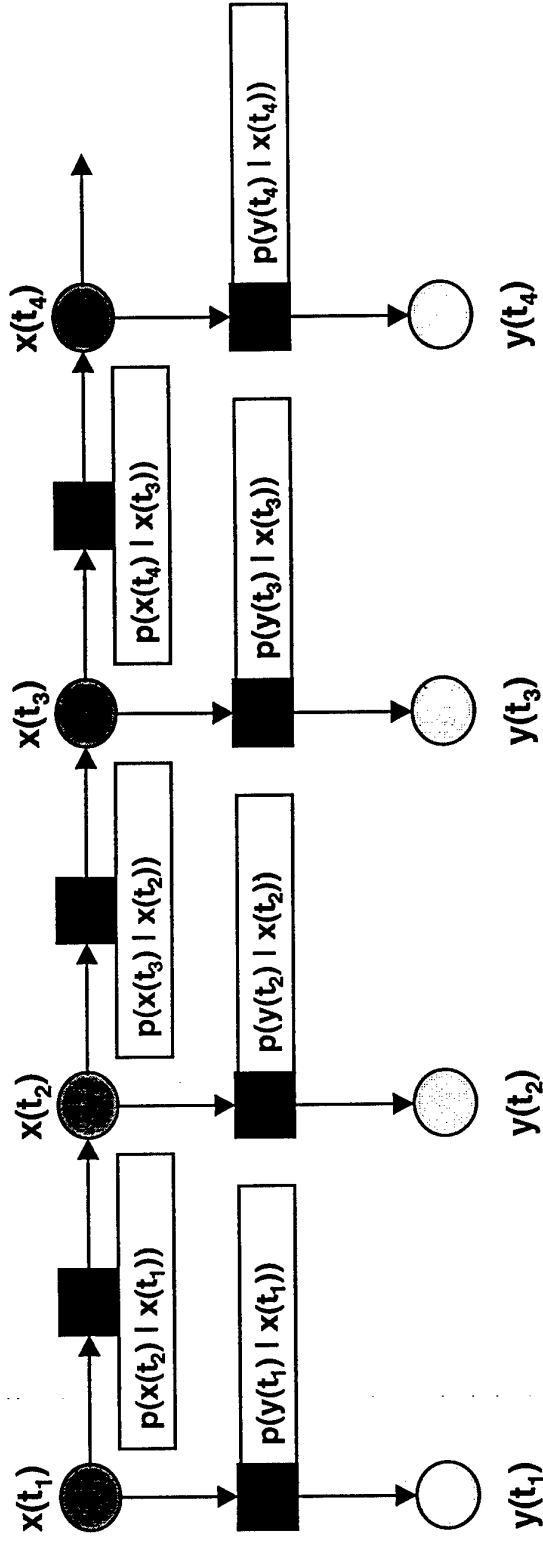 x(t₁) x(t₂) x(t₃) x(t₄)
p(x(t₂) | x(t₁)) p(x(t₃) | x(t₂)) p(x(t₄) | x(t₃))
p(y(t₁) | x(t₁)) p(y(t₂) | x(t₂)) p(y(t₃) | x(t₃)) p(y(t₄) | x(t₄))
y(t₁) y(t₂) y(t₃) y(t₄)